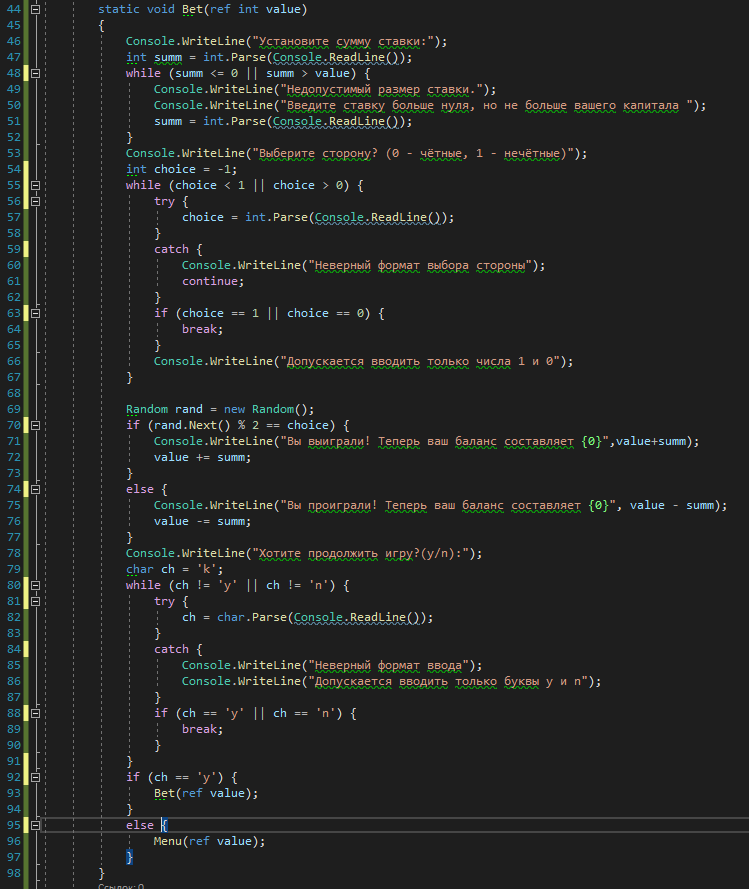 44 static void Bet(ref int value)
45 {
46 Console.WriteLine("Установите сумму ставки:");
47 int summ = int.Parse(Console.ReadLine());
48 while (summ <= 0 || summ > value) {
49 Console.WriteLine("Недопустимый размер ставки.");
50 Console.WriteLine("Введите ставку больше нуля, но не больше вашего капитала ");
51 summ = int.Parse(Console.ReadLine());
52 }
53 Console.WriteLine("Выберите сторону? (0 - чётные, 1 - нечётные)");
54 int choice = -1;
55 while (choice < 1 || choice > 0) {
56 try {
57 choice = int.Parse(Console.ReadLine());
58 }
59 catch {
60 Console.WriteLine("Неверный формат выбора стороны");
61 continue;
62 }
63 if (choice == 1 || choice == 0) {
64 break;
65 }
66 Console.WriteLine("Допускается вводить только числа 1 и 0");
67 }
68
69 Random rand = new Random();
70 if (rand.Next() % 2 == choice) {
71 Console.WriteLine("Вы выиграли! Теперь ваш баланс составляет {0}",value+summ);
72 value += summ;
73 }
74 else {
75 Console.WriteLine("Вы проиграли! Теперь ваш баланс составляет {0}", value - summ);
76 value -= summ;
77 }
78 Console.WriteLine("Хотите продолжить игру?(y/n):");
79 char ch = 'k';
80 while (ch != 'y' || ch != 'n') {
81 try {
82 ch = char.Parse(Console.ReadLine());
83 }
84 catch {
85 Console.WriteLine("Неверный формат ввода");
86 Console.WriteLine("Допускается вводить только буквы y и n");
87 }
88 if (ch == 'y' || ch == 'n') {
89 break;
90 }
91 }
92 if (ch == 'y') {
93 Bet(ref value);
94 }
95 else {
96 Menu(ref value);
97 }
98 }
Ссылок: 0